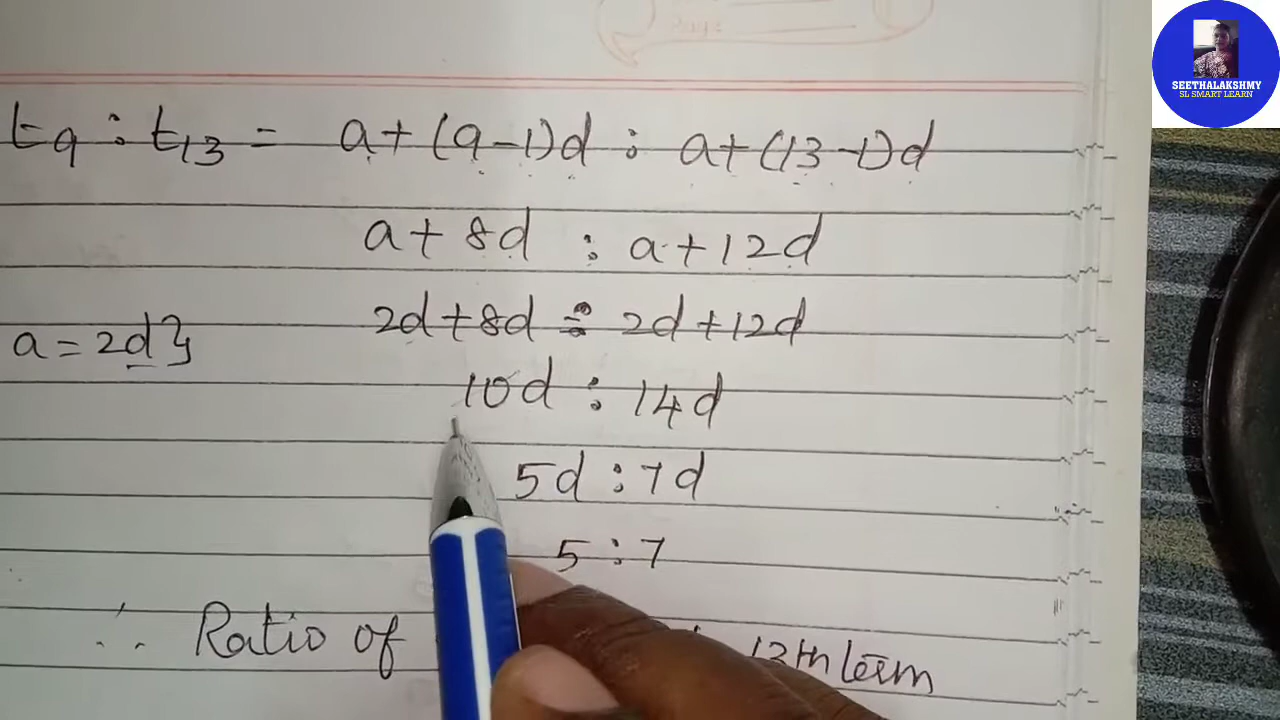 t9 : t13 = a+(9-1)d : a+(13-1)d
a+8d : a+12d
2d+8d : 2d+12d
a=2d}
10d : 14d
5d : 7d
5 : 7
∴ Ratio of 13th term
SEETHALAKSHMY
SL SMART LEARN